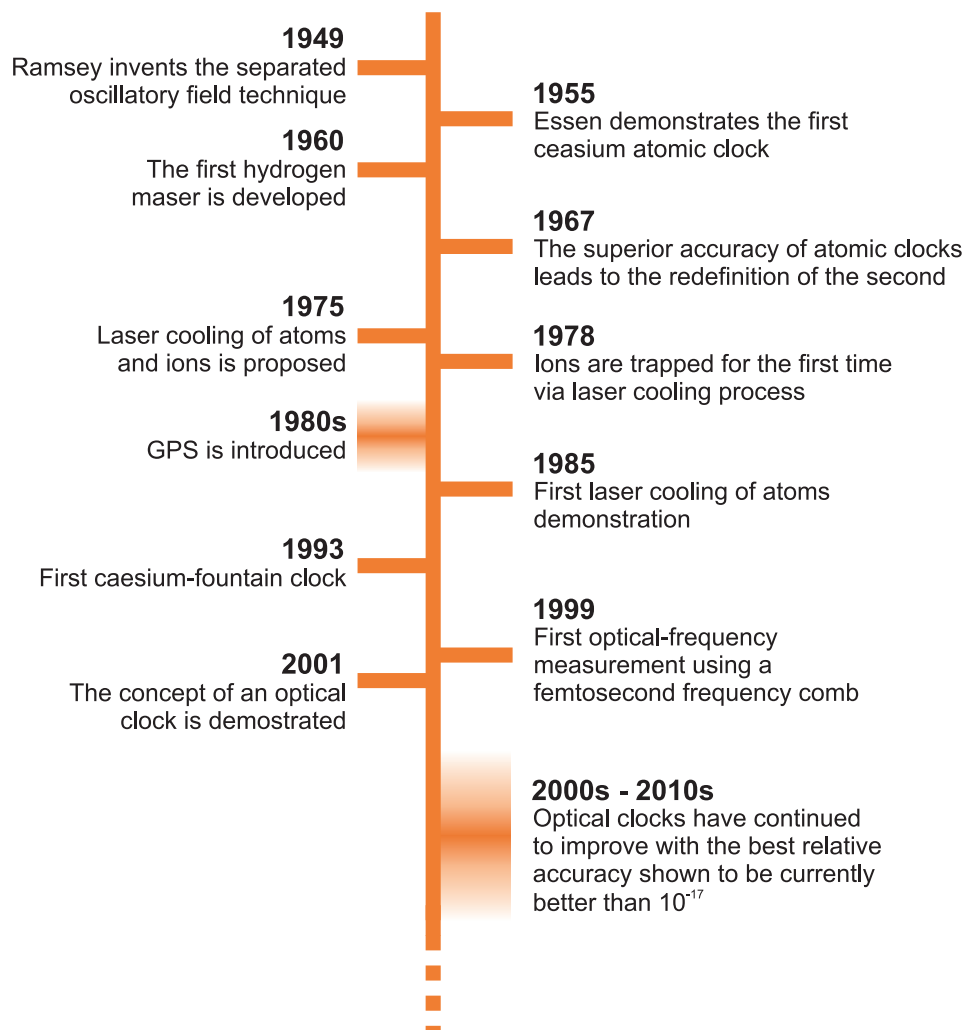 1949
Ramsey invents the separated
oscillatory field technique
1955
Essen demonstrates the first
ceasium atomic clock
1960
The first hydrogen
maser is developed
1967
The superior accuracy of atomic clocks
leads to the redefinition of the second
1975
Laser cooling of atoms
and ions is proposed
1978
Ions are trapped for the first time
via laser cooling process
1980s
GPS is introduced
1985
First laser cooling of atoms
demonstration
1993
First caesium-fountain clock
1999
First optical-frequency
measurement using a
femtosecond frequency comb
2001
The concept of an optical
clock is demostrated
2000s - 2010s
Optical clocks have continued
to improve with the best relative
accuracy shown to be currently
better than 10⁻¹⁷